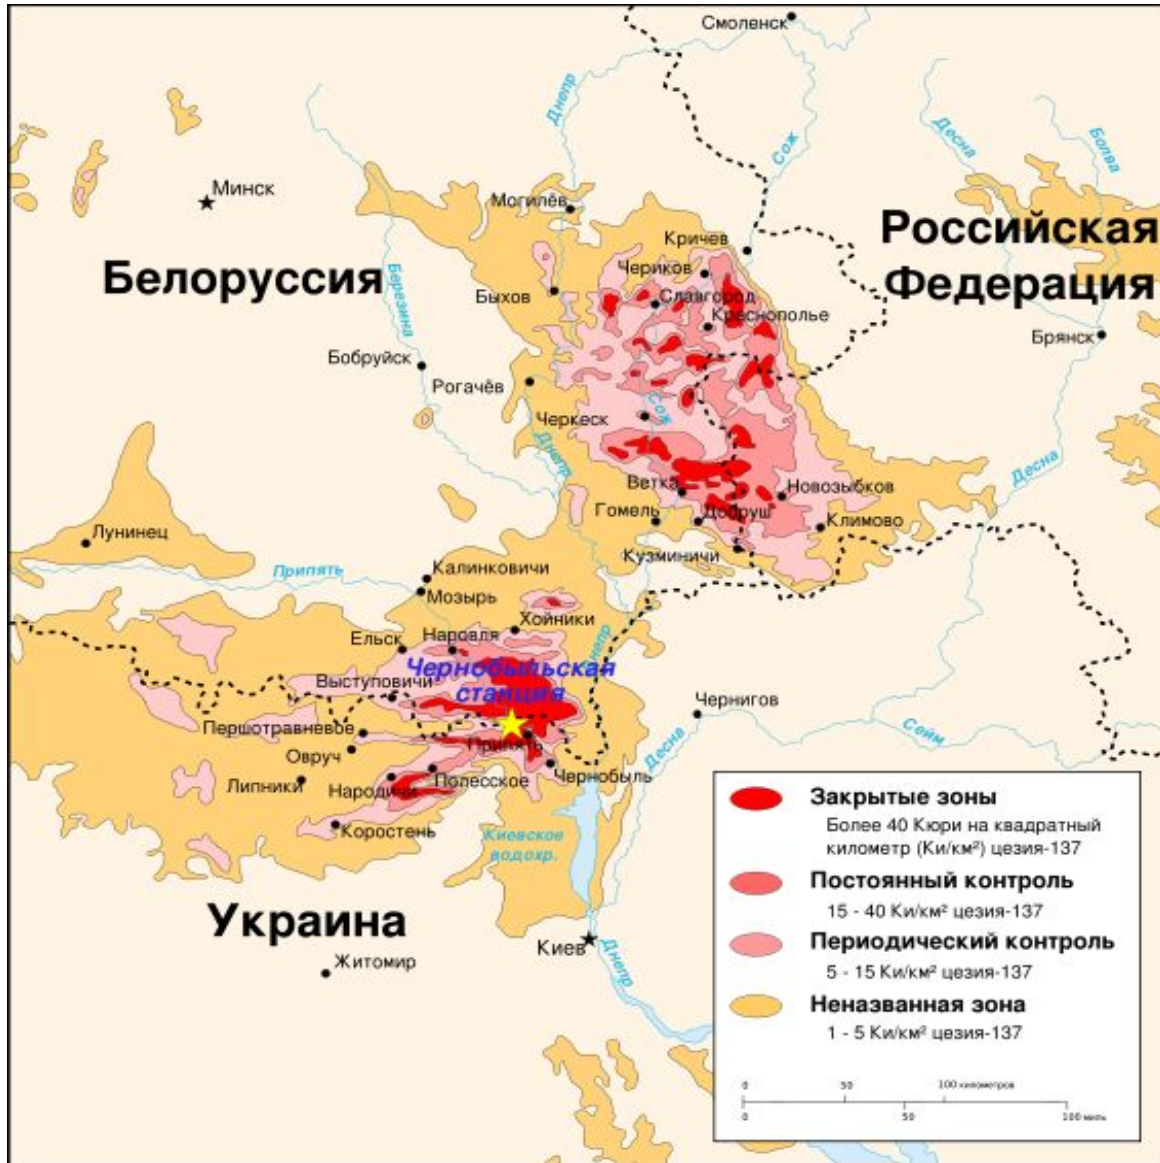 Смоленск
Днепр
Сож
Десна
Болва
Минск
Могилёв
Российская
Федерация
Кричев
Белоруссия
Чериков
Березина
Быхов
Славгород
Краснополье
Брянск
Бобруйск
Рогачёв
Черкеск
Сож
Днепр
Десна
Ветка
Новозыбков
Гомель
Добруш
Климово
Лунинец
Кузминичи
Припять
Калинковичи
Мозырь
Хойники
Ельск
Наровля
Днепр
Чернобыльская
станция
Выступовичи
Чернигов
Першотравневое
Припять
Сейм
Овруч
Десна
Чернобыль
Липники
Народичи
Полесское
Коростень
Киевское
водохр.
Украина
Киев
Днепр
Житомир
Закрытые зоны
Более 40 Кюри на квадратный
километр (Ки/км²) цезия-137
Постоянный контроль
15 - 40 Ки/км² цезия-137
Периодический контроль
5 - 15 Ки/км² цезия-137
Неназванная зона
1 - 5 Ки/км² цезия-137
0 50 100 километров
0 50 100 миль